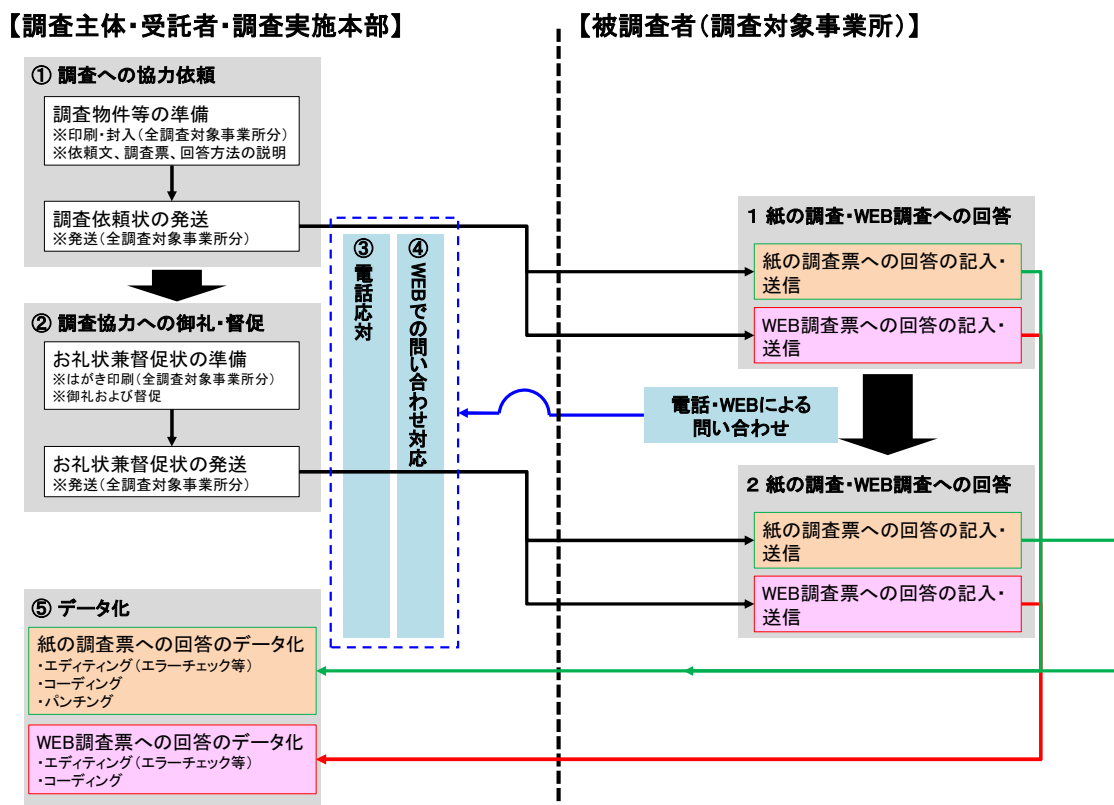 【調査主体・受託者・調査実施本部】
【被調査者(調査対象事業所)】
① 調査への協力依頼
調査物件等の準備
※印刷・封入(全調査対象事業所分)
※依頼文、調査票、回答方法の説明
調査依頼状の発送
※発送(全調査対象事業所分)
② 調査協力への御礼・督促
お礼状兼督促状の準備
※はがき印刷(全調査対象事業所分)
※御礼および督促
お礼状兼督促状の発送
※発送(全調査対象事業所分)
③ 電話応対
④ WEBでの問い合わせ対応
1 紙の調査・WEB調査への回答
紙の調査票への回答の記入・
送信
WEB調査票への回答の記入・
送信
電話・WEBによる
問い合わせ
2 紙の調査・WEB調査への回答
紙の調査票への回答の記入・
送信
WEB調査票への回答の記入・
送信
⑤ データ化
紙の調査票への回答のデータ化
・エディティング(エラーチェック等)
・コーディング
・パンチング
WEB調査票への回答のデータ化
・エディティング(エラーチェック等)
・コーディング